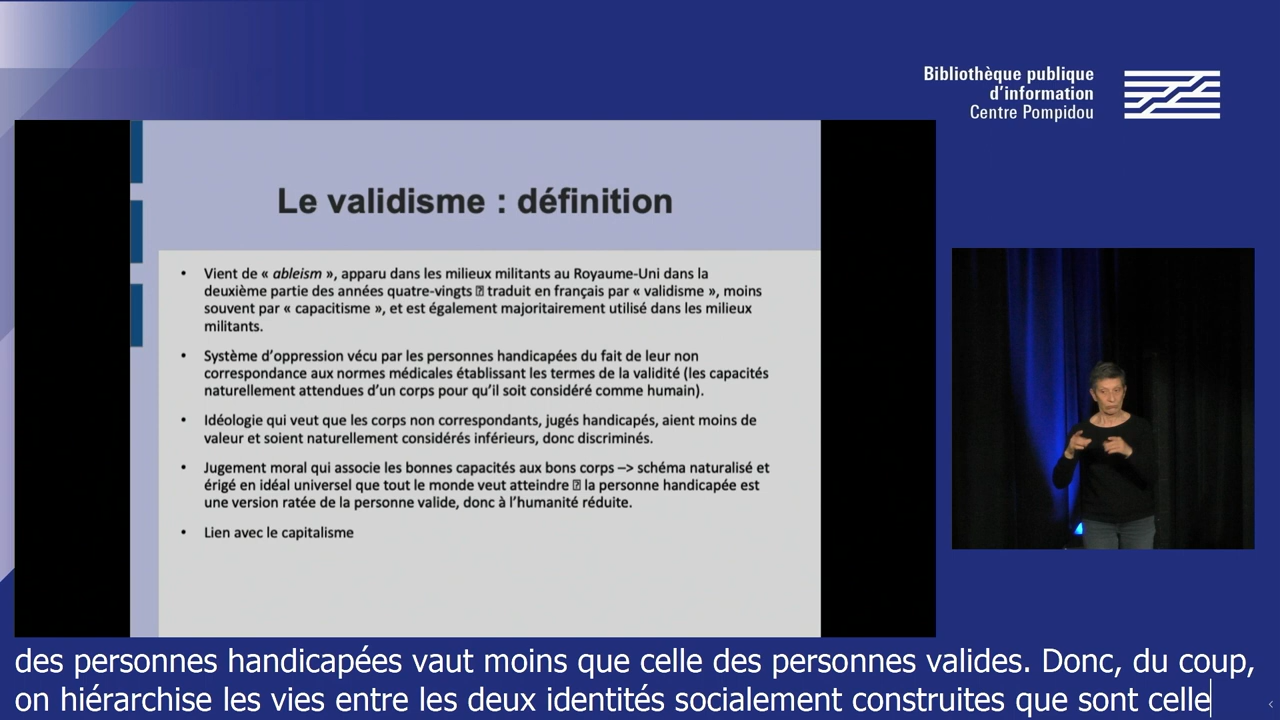 Bibliothèque publique
d'information
Centre Pompidou
Le validisme : définition
• Vient de « ableism », apparu dans les milieux militants au Royaume-Uni dans la
deuxième partie des années quatre-vingts ⍰ traduit en français par « validisme », moins
souvent par « capacitisme », et est également majoritairement utilisé dans les milieux
militants.
• Système d'oppression vécu par les personnes handicapées du fait de leur non
correspondance aux normes médicales établissant les termes de la validité (les capacités
naturellement attendues d'un corps pour qu'il soit considéré comme humain).
• Idéologie qui veut que les corps non correspondants, jugés handicapés, aient moins de
valeur et soient naturellement considérés inférieurs, donc discriminés.
• Jugement moral qui associe les bonnes capacités aux bons corps –> schéma naturalisé et
érigé en idéal universel que tout le monde veut atteindre ⍰ la personne handicapée est
une version ratée de la personne valide, donc à l'humanité réduite.
• Lien avec le capitalisme
des personnes handicapées vaut moins que celle des personnes valides. Donc, du coup,
on hiérarchise les vies entre les deux identités socialement construites que sont celle